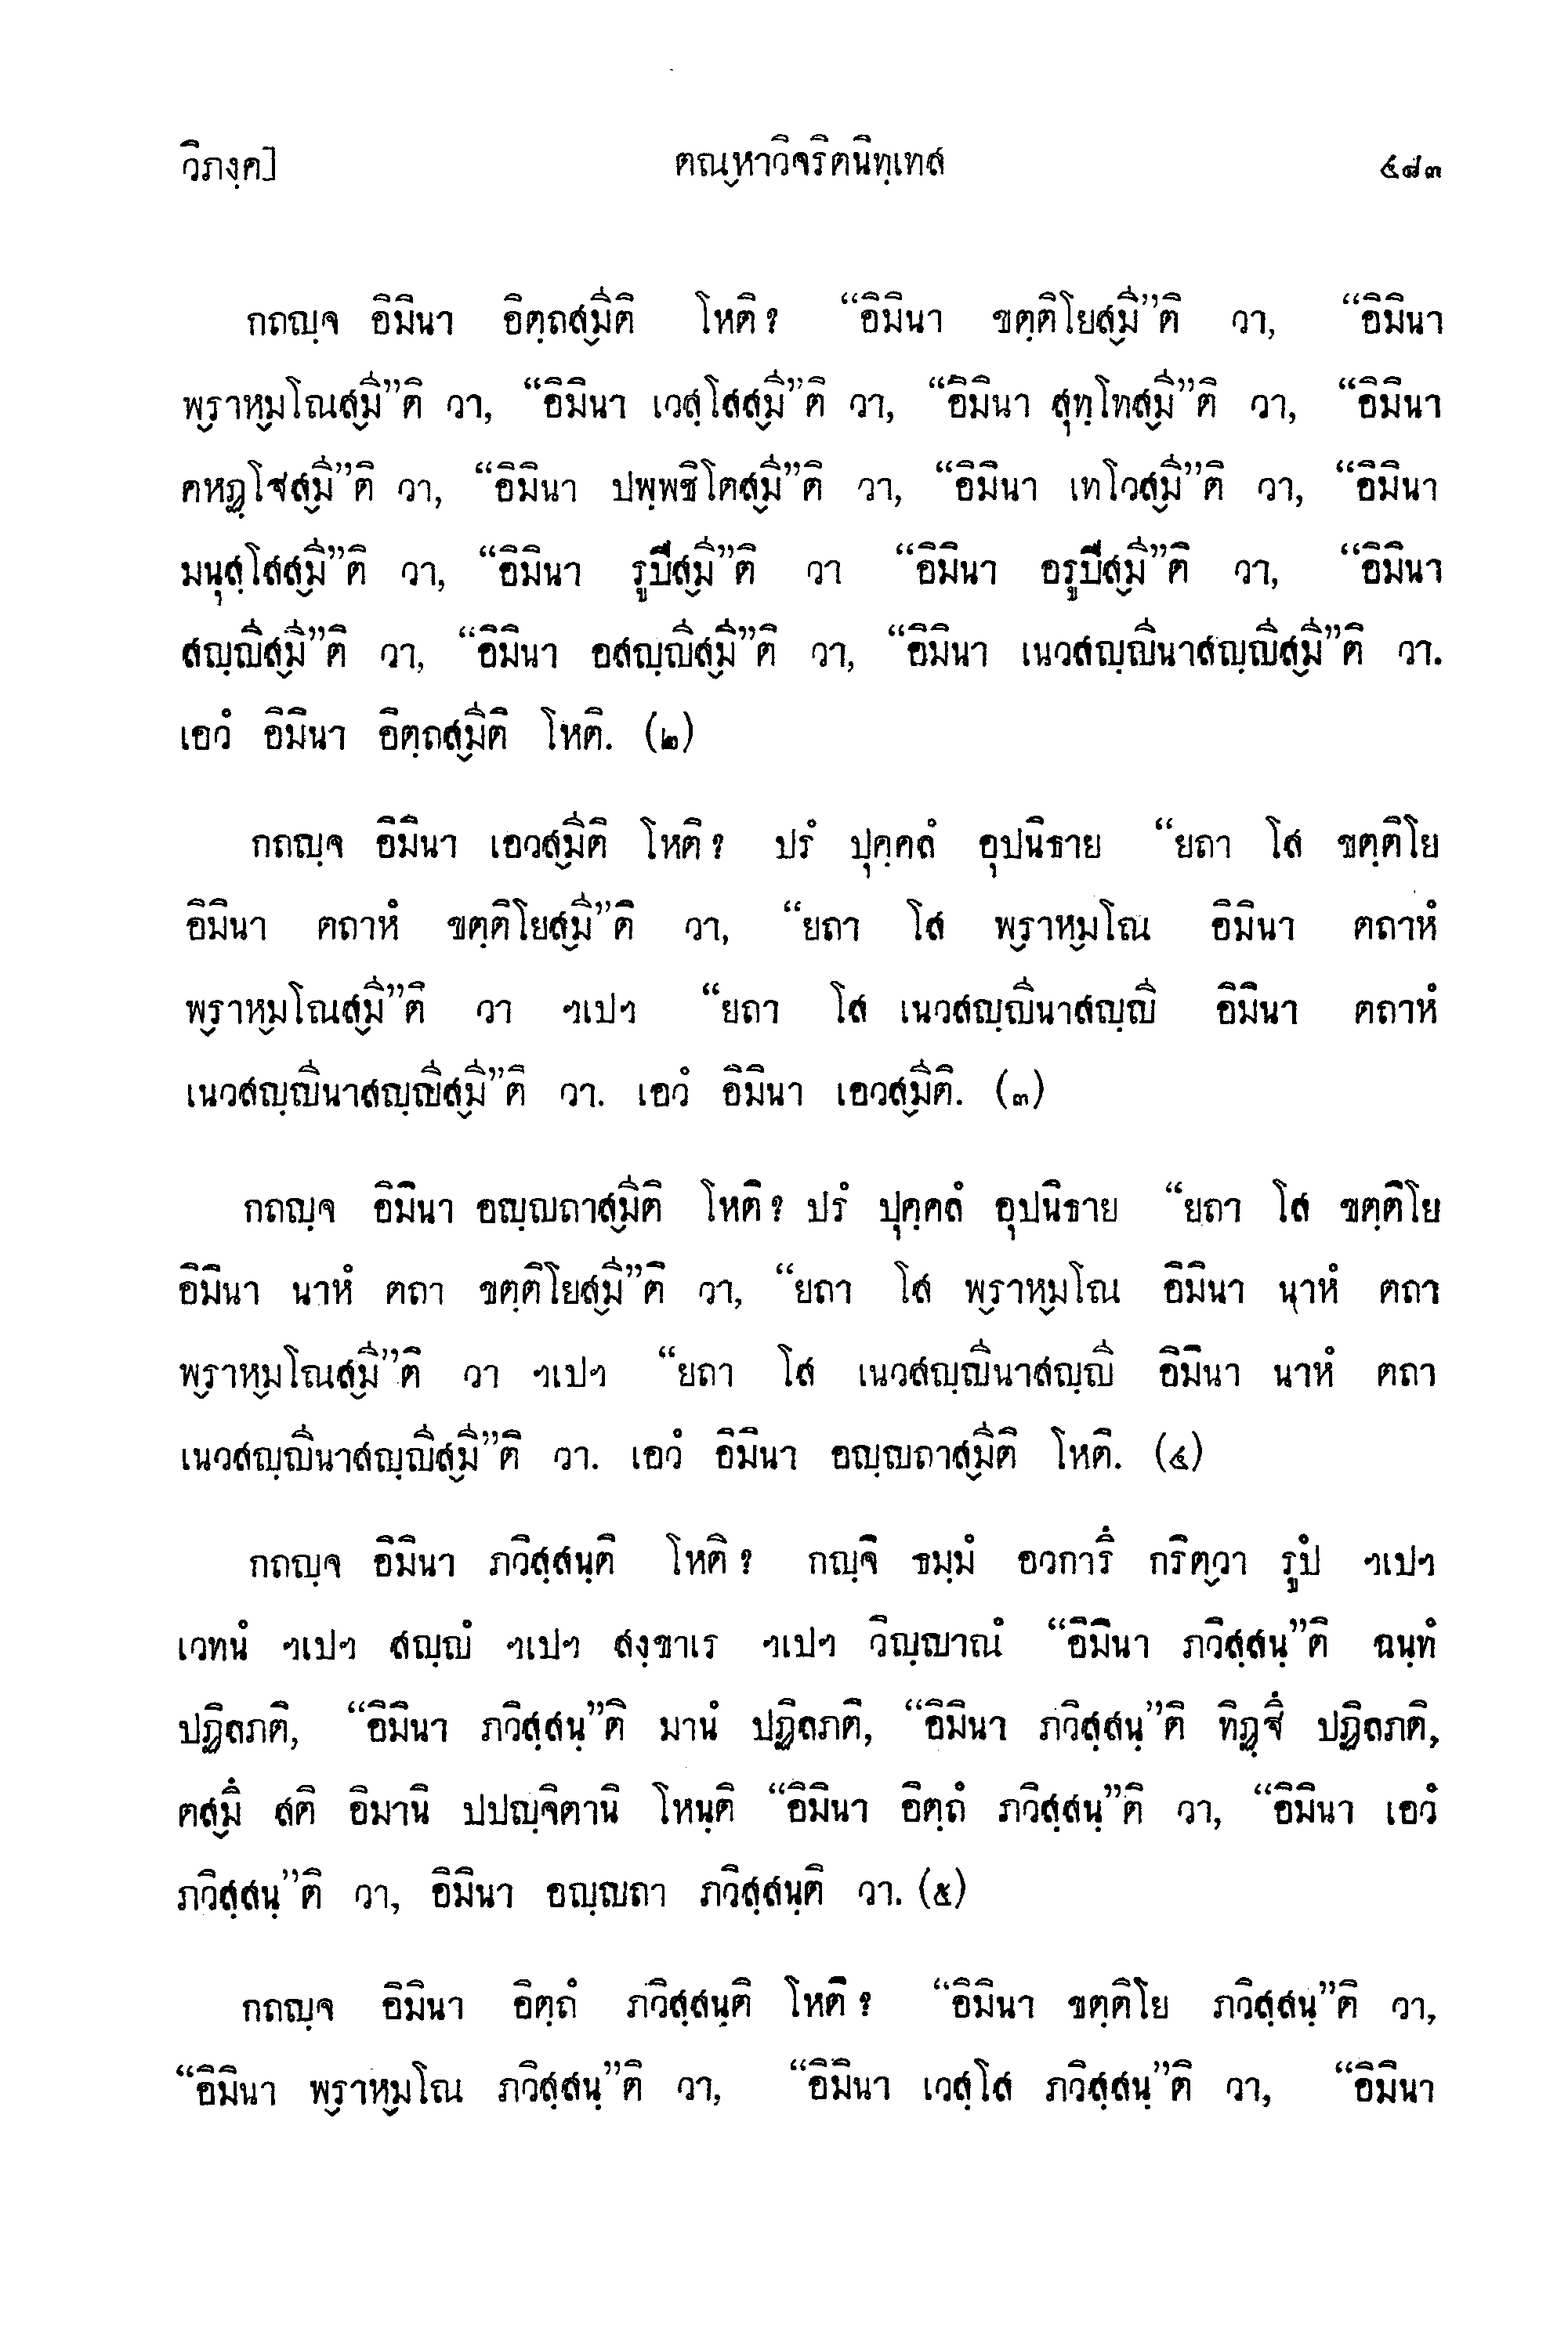 วิภงฺค]
ตณ๎หาวิจริตนิทฺเทส
๕๘๓
กถญฺจ อิมินา อิตฺถส๎มีติ โหติ? “อิมินา ขตฺติโยส๎มี”ติ วา, “อิมินา
พ๎ราห๎มโณส๎มี”ติ วา, “อิมินา เวสฺโสส๎มี”ติ วา, “อิมินา สุทฺโทส๎มี”ติ วา, “อิมินา
คหฏฺโฐส๎มี”ติ วา, “อิมินา ปพฺพชิโตส๎มี”ติ วา, “อิมินา เทโวส๎มี”ติ วา, “อิมินา
มนุสฺโสส๎มี”ติ วา, “อิมินา รูปีส๎มี”ติ วา “อิมินา อรูปีส๎มี”ติ วา, “อิมินา
สญฺญีส๎มี”ติ วา, “อิมินา อสญฺญีส๎มี”ติ วา, “อิมินา เนวสญฺญีนาสญฺญีส๎มี”ติ วา.
เอวํ อิมินา อิตฺถส๎มีติ โหติ. (๒)
กถญฺจ อิมินา เอวส๎มีติ โหติ? ปรํ ปุคฺคลํ อุปนิธาย “ยถา โส ขตฺติโย
อิมินา ตถาหํ ขตฺติโยส๎มี”ติ วา, “ยถา โส พ๎ราห๎มโณ อิมินา ตถาหํ
พ๎ราห๎มโณส๎มี”ติ วา ฯเปฯ “ยถา โส เนวสญฺญีนาสญฺญี อิมินา ตถาหํ
เนวสญฺญีนาสญฺญีส๎มี”ติ วา. เอวํ อิมินา เอวส๎มีติ. (๓)
กถญฺจ อิมินา อญฺญถาส๎มีติ โหติ? ปรํ ปุคฺคลํ อุปนิธาย “ยถา โส ขตฺติโย
อิมินา นาหํ ตถา ขตฺติโยส๎มี”ติ วา, “ยถา โส พ๎ราห๎มโณ อิมินา นาหํ ตถา
พ๎ราห๎มโณส๎มี”ติ วา ฯเปฯ “ยถา โส เนวสญฺญีนาสญฺญี อิมินา นาหํ ตถา
เนวสญฺญีนาสญฺญีส๎มี”ติ วา. เอวํ อิมินา อญฺญถาส๎มีติ โหติ. (๔)
กถญฺจ อิมินา ภวิสฺสนฺติ โหติ? กญฺจิ ธมฺมํ อวการึ กริต๎วา รูปํ ฯเปฯ
เวทนํ ฯเปฯ สญฺญํ ฯเปฯ สงฺขาเร ฯเปฯ วิญฺญาณํ “อิมินา ภวิสฺสนฺ”ติ ฉนฺทํ
ปฏิลภติ, “อิมินา ภวิสฺสนฺ”ติ มานํ ปฏิลภติ, “อิมินา ภวิสฺสนฺ”ติ ทิฏฺฐึ ปฏิลภติ,
ตส๎มึ สติ อิมานิ ปปญฺจิตานิ โหนฺติ “อิมินา อิตฺถํ ภวิสฺสนฺ”ติ วา, “อิมินา เอวํ
ภวิสฺสนฺ”ติ วา, อิมินา อญฺญถา ภวิสฺสนฺติ วา. (๕)
กถญฺจ อิมินา อิตฺถํ ภวิสฺสนฺติ โหติ? “อิมินา ขตฺติโย ภวิสฺสนฺ”ติ วา,
“อิมินา พ๎ราห๎มโณ ภวิสฺสนฺ”ติ วา, “อิมินา เวสฺโส ภวิสฺสนฺ”ติ วา, “อิมินา